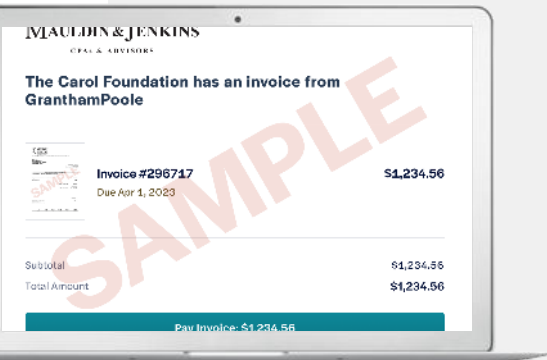 MAULDIN & JENKINS
CPAs & ADVISORS
The Carol Foundation has an invoice from
GranthamPoole
SAMPLE
Invoice #296717
$1,234.56
Due Apr 1, 2023
SAMPLE
Subtotal
$1,234.56
Total Amount
$1,234.56
Pay Invoice: $1,234.56